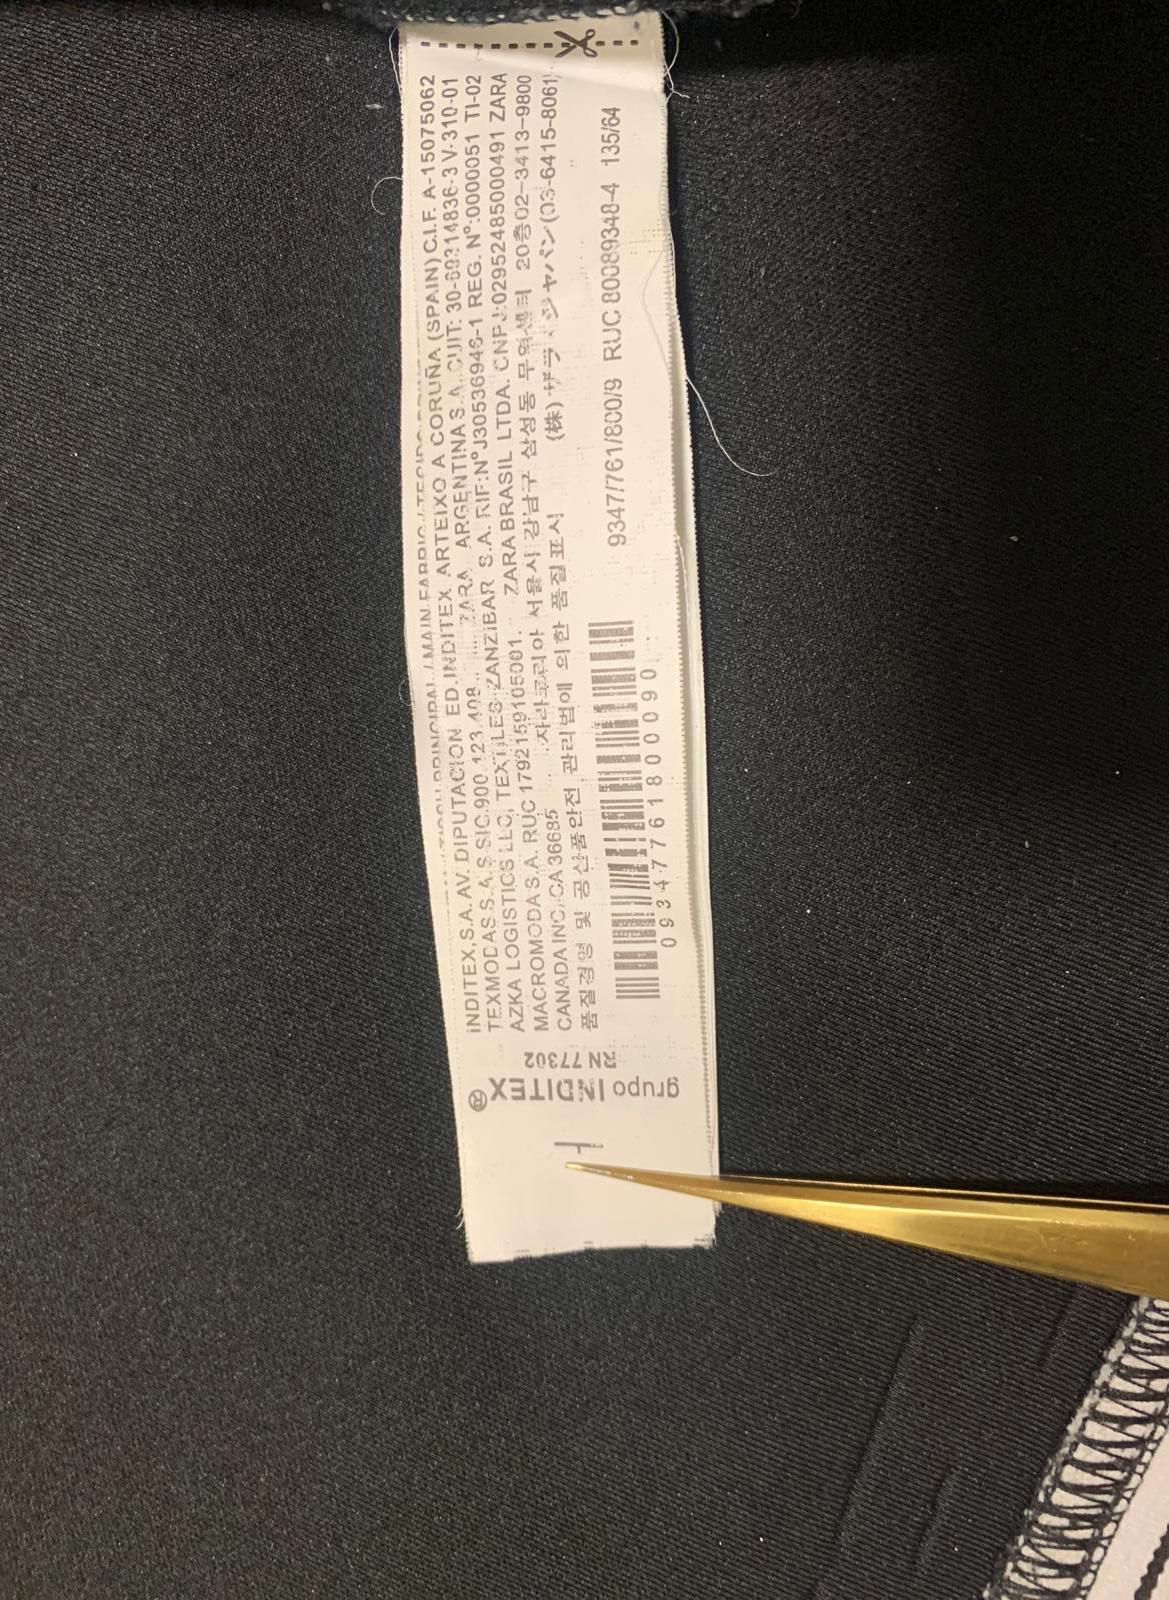 INDITEX,S.A. AV. DIPUTACION ED.INDITEX ARTEIXO A CORUÑA (SPAIN) C.I.F. A-15075062
TEXMODAS S.A.S SIC.900.123.408 ZARA ARGENTINA S.A. CUIT: 30-69214836-3 V-310-01
AZKA LOGISTICS LLC, TEXTILES ZANZIBAR S.A. RIF:N°J30536946-1 REG. N°:0000051 TI-02
MACROMODA S.A. RUC 1792159105001. ZARA BRASIL LTDA. CNPJ:02952485000491 ZARA
CANADA INC. CA 36685 자라코리아 서울시 강남구 삼성동 무역센터 20층02-3413-9800
품질경영 및 공산품안전 관리법에 의한 품질표시 (株)ザラ・ジャパン(03-6415-8061)
9347/761/800/9 RUC 80089348-4 135/64
09347761800090
RN 77302
grupo INDITEX®